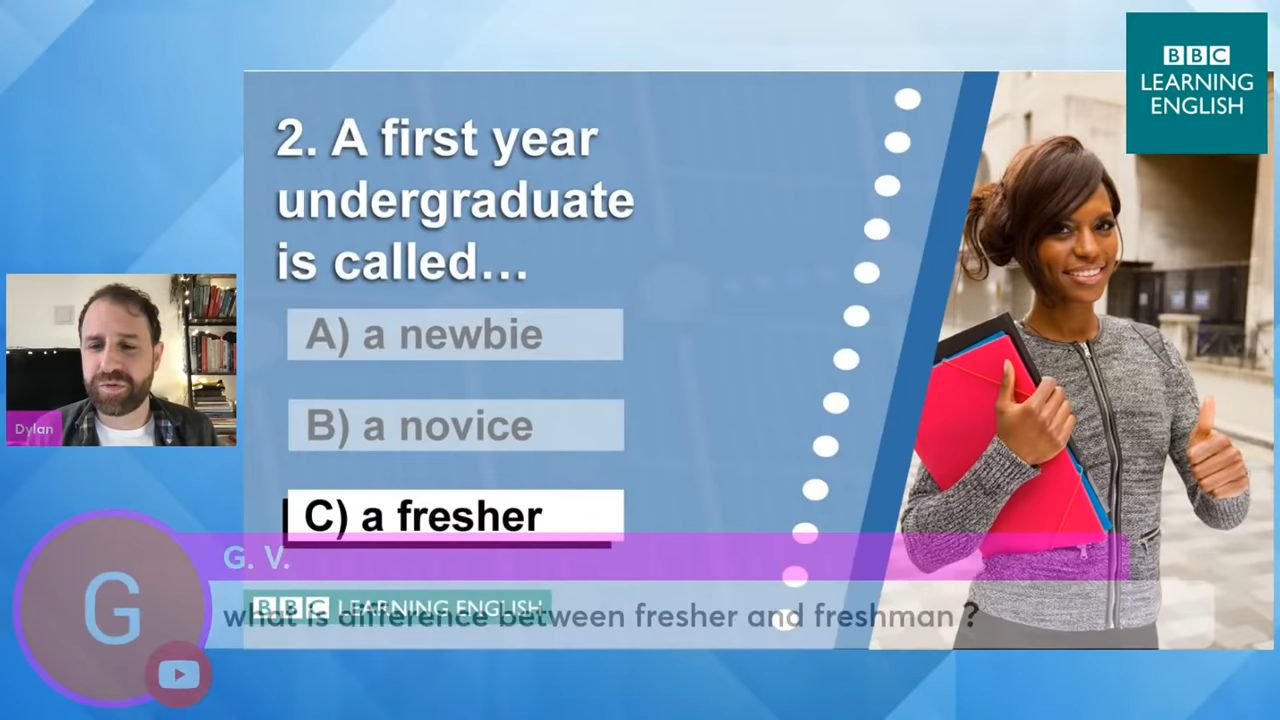 BBC
LEARNING
ENGLISH
2. A first year
undergraduate
is called...
A) a newbie
B) a novice
C) a fresher
Dylan
G
G. V.
BBC LEARNING ENGLISH
what is difference between fresher and freshman ?